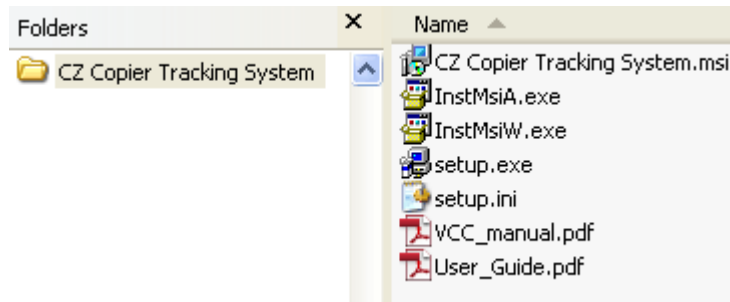 Folders
CZ Copier Tracking System
Name
CZ Copier Tracking System.msi
InstMsiA.exe
InstMsiW.exe
setup.exe
setup.ini
VCC_manual.pdf
User_Guide.pdf